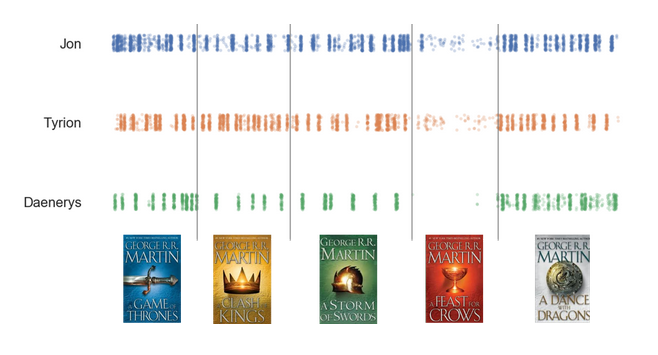 Jon
Tyrion
Daenerys
GEORGE R.R.
MARTIN
A GAME OF
THRONES
GEORGE R.R.
MARTIN
A CLASH OF
KINGS
GEORGE R.R.
MARTIN
A STORM
OF SWORDS
GEORGE R.R.
MARTIN
A FEAST FOR
CROWS
GEORGE R.R.
MARTIN
A DANCE
WITH
DRAGONS